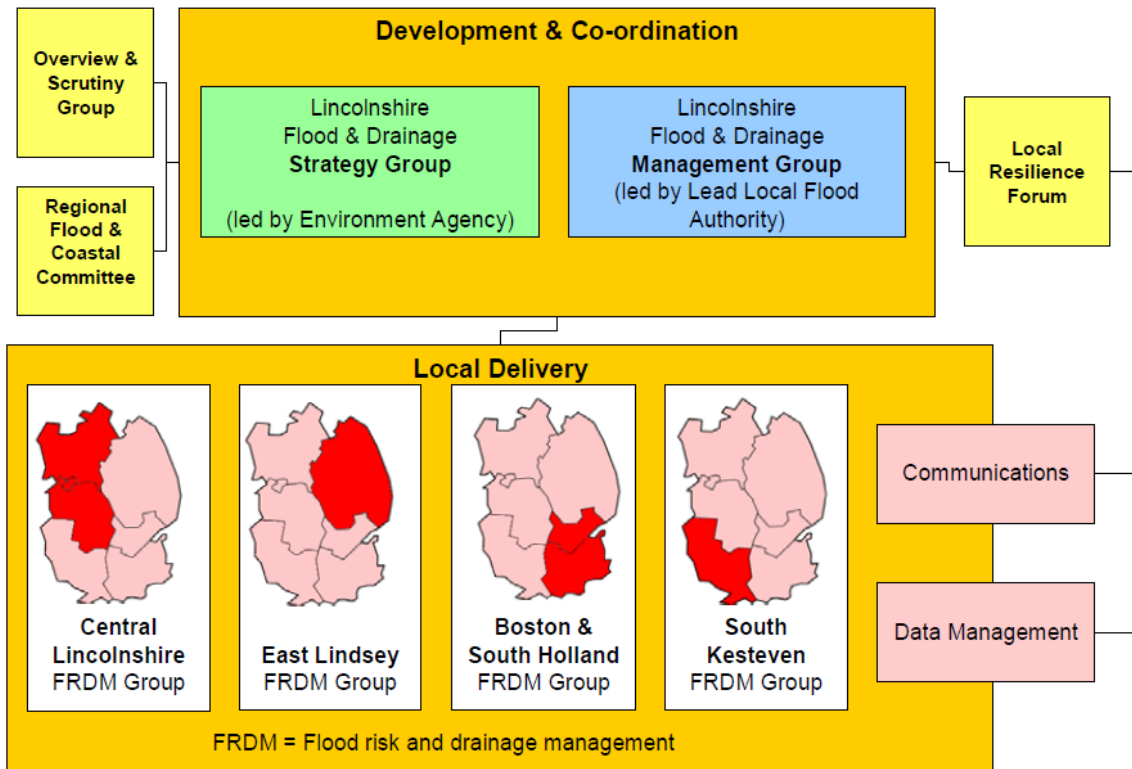 Overview &
Scrutiny
Group
Regional
Flood &
Coastal
Committee
Development & Co-ordination
Lincolnshire
Flood & Drainage
Strategy Group
(led by Environment Agency)
Lincolnshire
Flood & Drainage
Management Group
(led by Lead Local Flood
Authority)
Local
Resilience
Forum
Local Delivery
Central
Lincolnshire
FRDM Group
East Lindsey
FRDM Group
Boston &
South Holland
FRDM Group
South
Kesteven
FRDM Group
Communications
Data Management
FRDM = Flood risk and drainage management